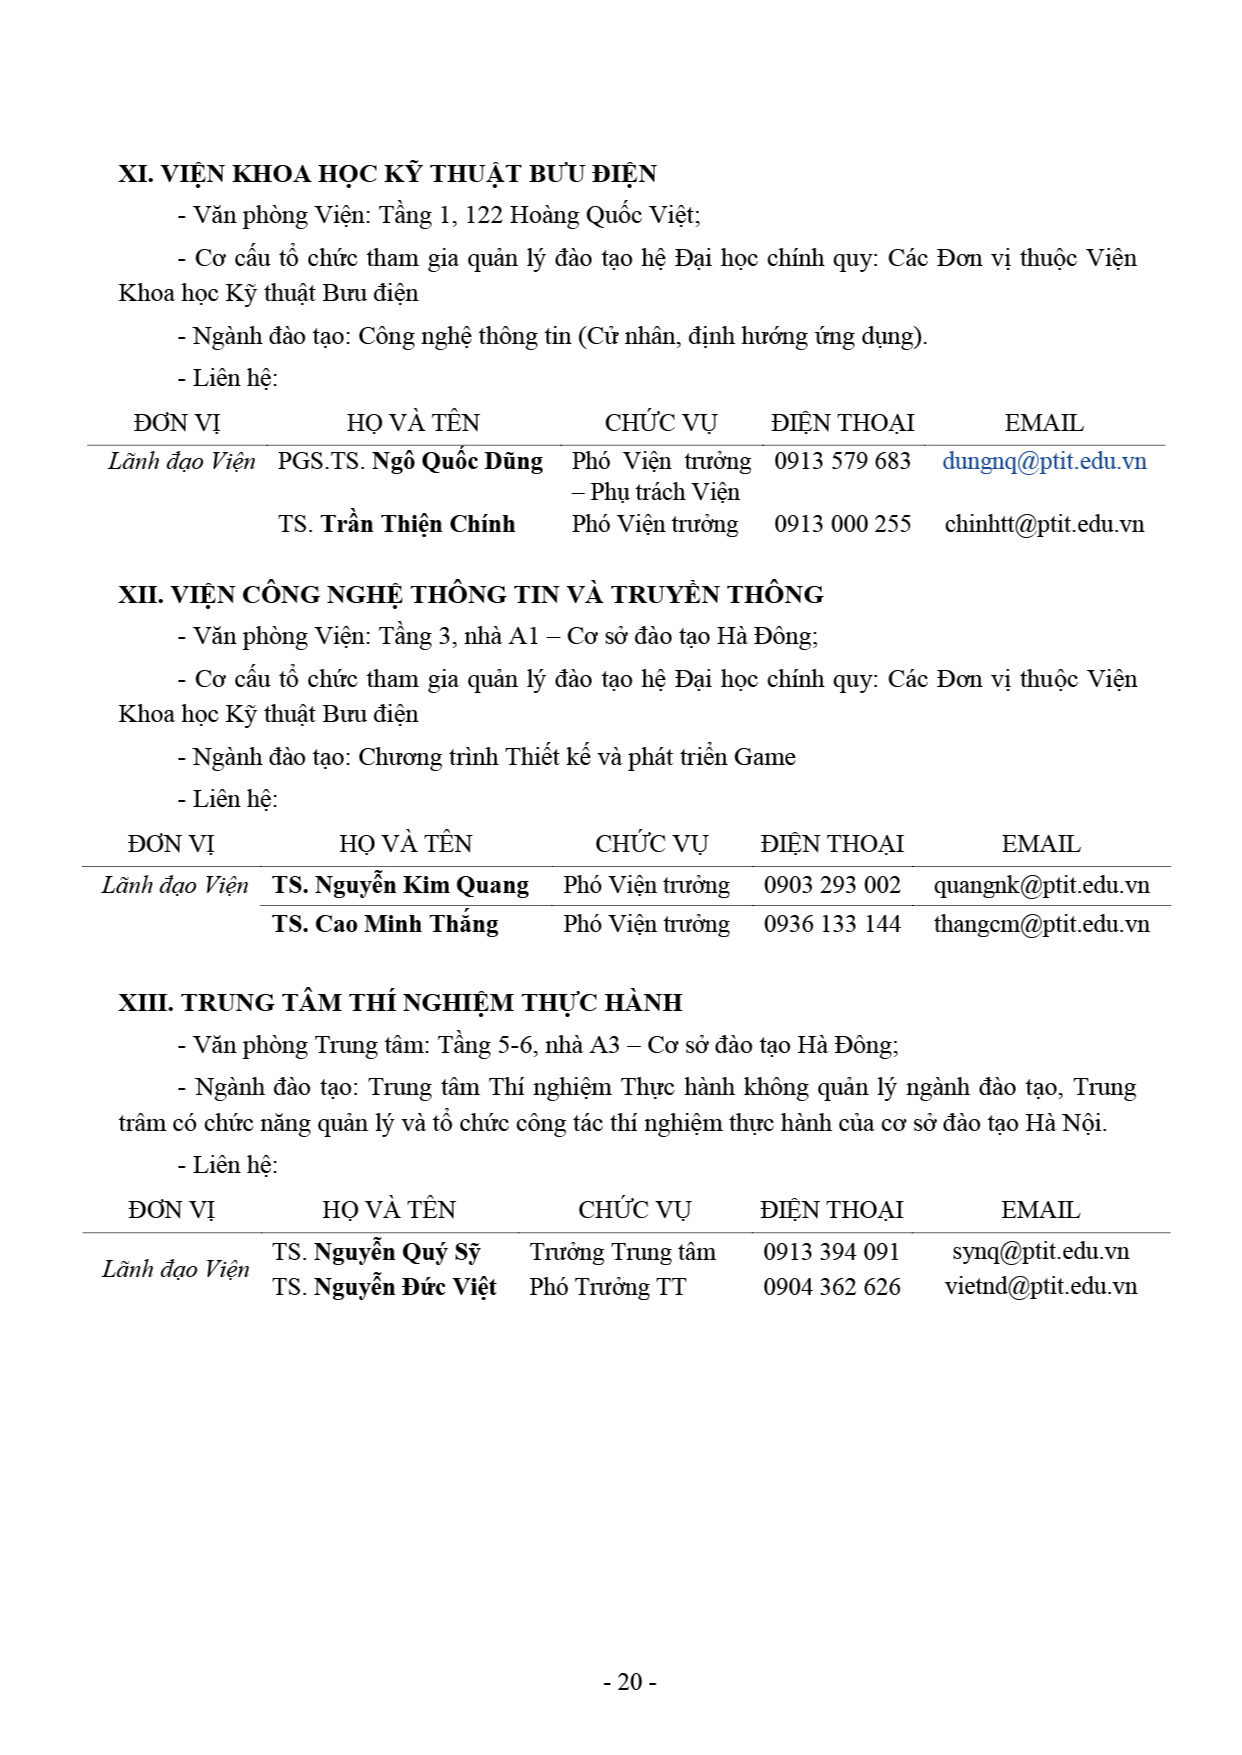 XI. VIỆN KHOA HỌC KỸ THUẬT BƯU ĐIỆN
- Văn phòng Viện: Tầng 1, 122 Hoàng Quốc Việt;
- Cơ cấu tổ chức tham gia quản lý đào tạo hệ Đại học chính quy: Các Đơn vị thuộc Viện
Khoa học Kỹ thuật Bưu điện
- Ngành đào tạo: Công nghệ thông tin (Cử nhân, định hướng ứng dụng).
- Liên hệ:
ĐƠN VỊ HỌ VÀ TÊN CHỨC VỤ ĐIỆN THOẠI EMAIL
Lãnh đạo Viện PGS.TS. Ngô Quốc Dũng Phó Viện trưởng 0913 579 683 dungnq@ptit.edu.vn
– Phụ trách Viện
TS. Trần Thiện Chính Phó Viện trưởng 0913 000 255 chinhtt@ptit.edu.vn
XII. VIỆN CÔNG NGHỆ THÔNG TIN VÀ TRUYỀN THÔNG
- Văn phòng Viện: Tầng 3, nhà A1 – Cơ sở đào tạo Hà Đông;
- Cơ cấu tổ chức tham gia quản lý đào tạo hệ Đại học chính quy: Các Đơn vị thuộc Viện
Khoa học Kỹ thuật Bưu điện
- Ngành đào tạo: Chương trình Thiết kế và phát triển Game
- Liên hệ:
ĐƠN VỊ HỌ VÀ TÊN CHỨC VỤ ĐIỆN THOẠI EMAIL
Lãnh đạo Viện TS. Nguyễn Kim Quang Phó Viện trưởng 0903 293 002 quangnk@ptit.edu.vn
TS. Cao Minh Thắng Phó Viện trưởng 0936 133 144 thangcm@ptit.edu.vn
XIII. TRUNG TÂM THÍ NGHIỆM THỰC HÀNH
- Văn phòng Trung tâm: Tầng 5-6, nhà A3 – Cơ sở đào tạo Hà Đông;
- Ngành đào tạo: Trung tâm Thí nghiệm Thực hành không quản lý ngành đào tạo, Trung
trâm có chức năng quản lý và tổ chức công tác thí nghiệm thực hành của cơ sở đào tạo Hà Nội.
- Liên hệ:
ĐƠN VỊ HỌ VÀ TÊN CHỨC VỤ ĐIỆN THOẠI EMAIL
Lãnh đạo Viện TS. Nguyễn Quý Sỹ Trưởng Trung tâm 0913 394 091 synq@ptit.edu.vn
TS. Nguyễn Đức Việt Phó Trưởng TT 0904 362 626 vietnd@ptit.edu.vn
- 20 -